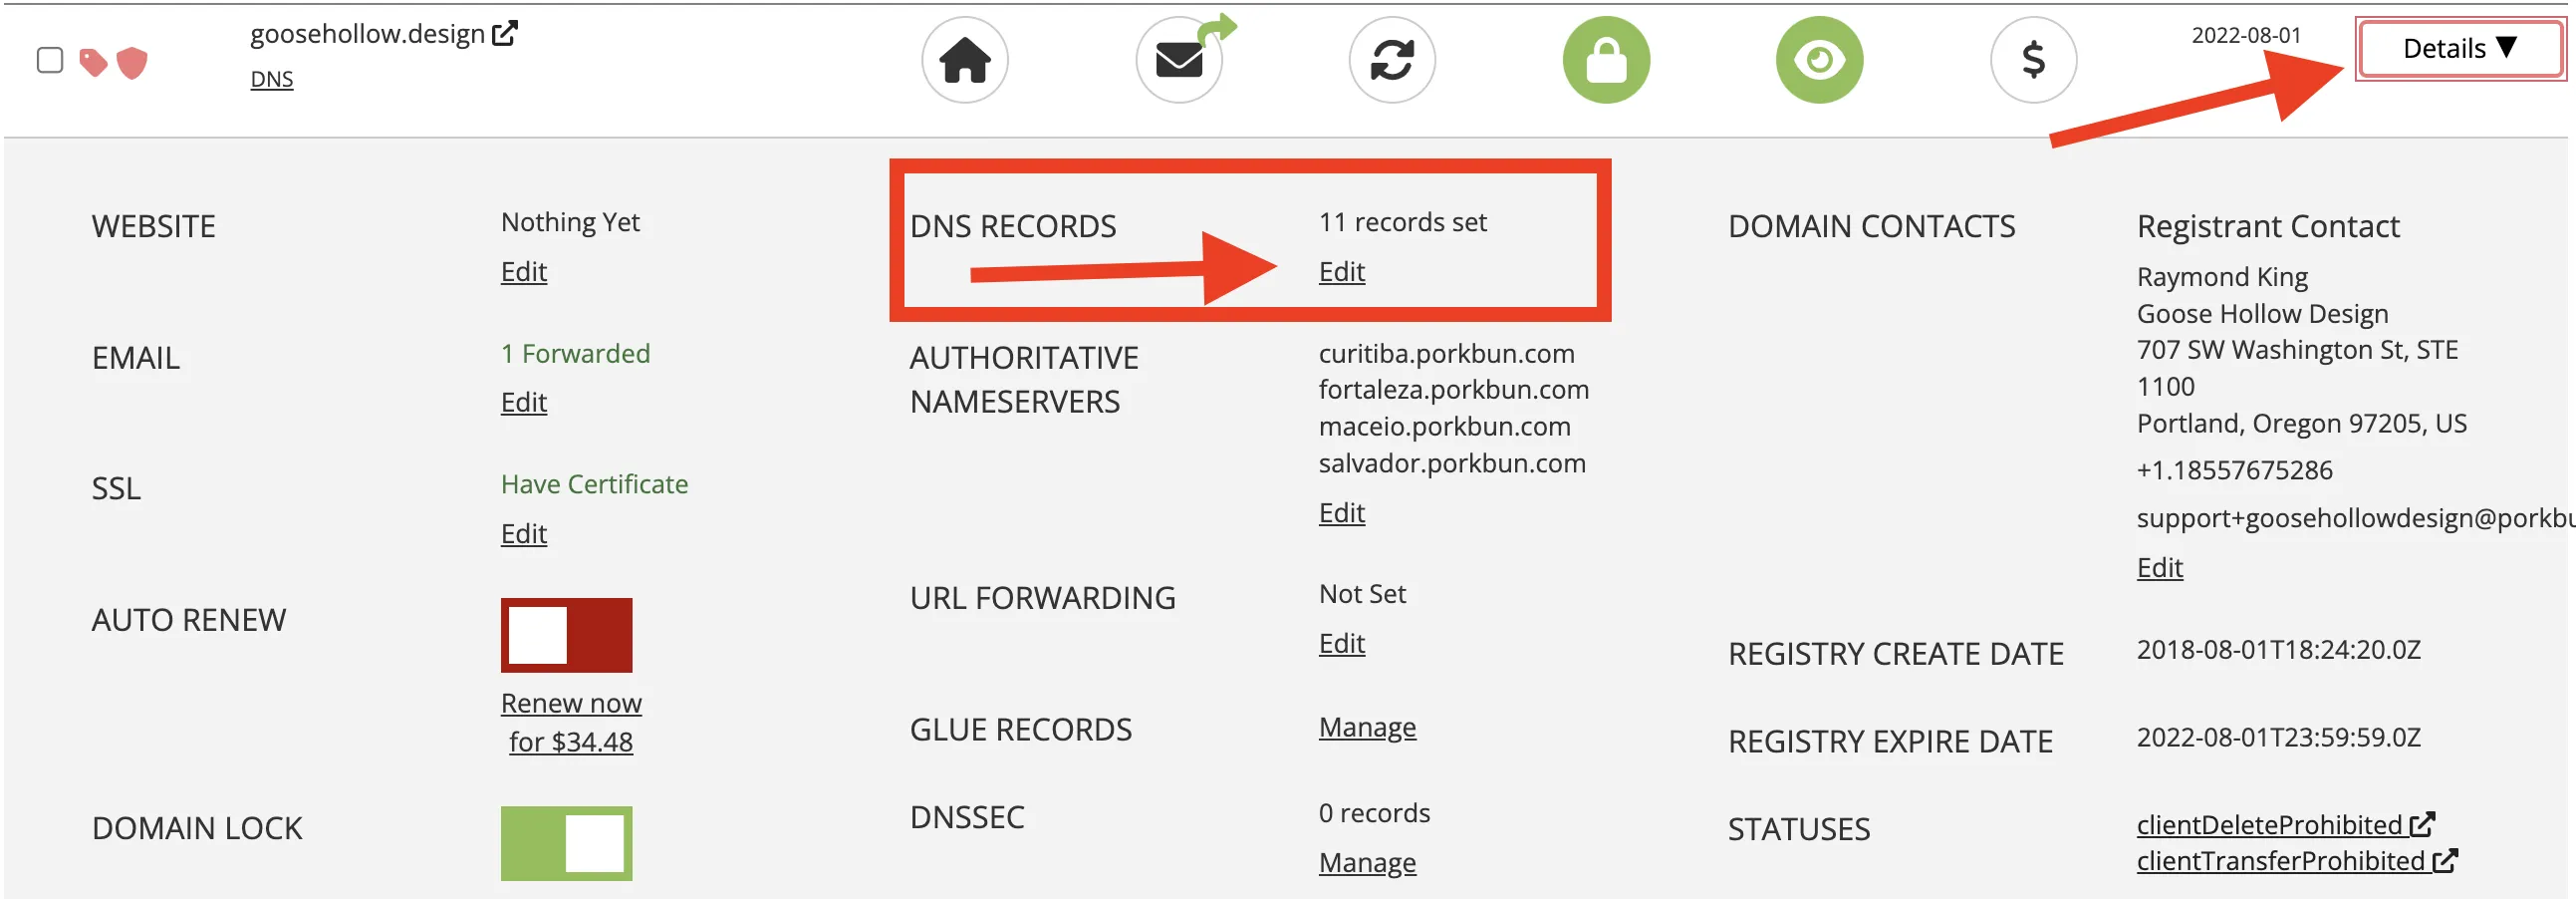 goosehollow.design
DNS
$
2022-08-01
Details ▼
WEBSITE
Nothing Yet
Edit
EMAIL
1 Forwarded
Edit
SSL
Have Certificate
Edit
AUTO RENEW
Renew now
for $34.48
DOMAIN LOCK
DNS RECORDS
11 records set
Edit
AUTHORITATIVE
NAMESERVERS
curitiba.porkbun.com
fortaleza.porkbun.com
maceio.porkbun.com
salvador.porkbun.com
Edit
URL FORWARDING
Not Set
Edit
GLUE RECORDS
Manage
DNSSEC
0 records
Manage
DOMAIN CONTACTS
Registrant Contact
Raymond King
Goose Hollow Design
707 SW Washington St, STE
1100
Portland, Oregon 97205, US
+1.18557675286
support+goosehollowdesign@porkbu
Edit
REGISTRY CREATE DATE
2018-08-01T18:24:20.0Z
REGISTRY EXPIRE DATE
2022-08-01T23:59:59.0Z
STATUSES
clientDeleteProhibited
clientTransferProhibited